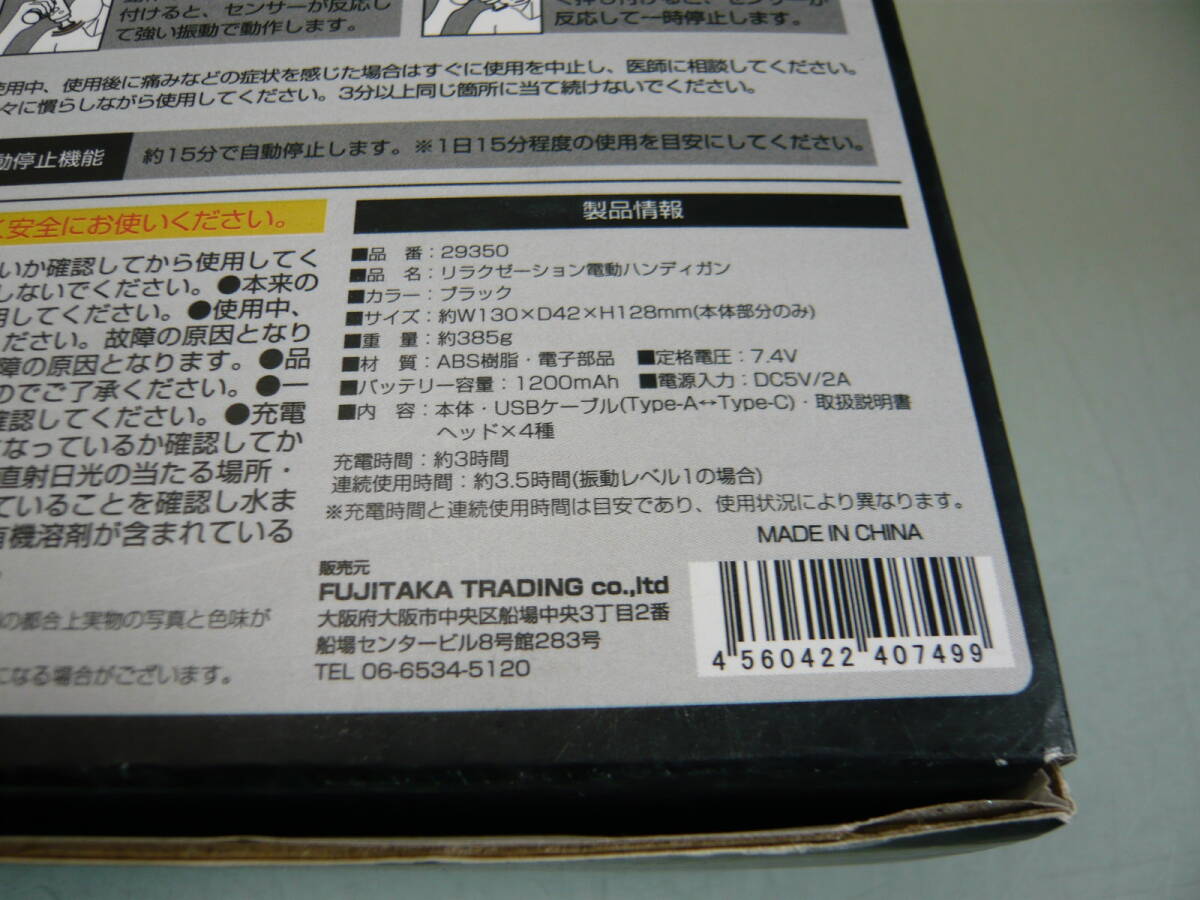 付けると、センサーが反応し
て強い振動で動作します。
反応して一時停止します。
使用中、使用後に痛みなどの症状を感じた場合はすぐに使用を中止し、医師に相談してください。
々に慣らしながら使用してください。3分以上同じ箇所に当て続けないでください。
動停止機能
約15分で自動停止します。※1日15分程度の使用を目安にしてください。
く安全にお使いください。
いか確認してから使用してく
しないでください。●本来の
用してください。●使用中、
ださい。故障の原因となり
障の原因となります。●品
のでご了承ください。●一
確認してください。●充電
なっているか確認してか
直射日光の当たる場所・
ていることを確認し水ま
有機溶剤が含まれている
の都合上実物の写真と色味が
になる場合がございます。
製品情報
■品 番：29350
■品 名：リラクゼーション電動ハンディガン
■カラー：ブラック
■サイズ：約W130×D42×H128mm(本体部分のみ)
■重 量：約385g
■材 質：ABS樹脂・電子部品 ■定格電圧：7.4V
■バッテリー容量：1200mAh ■電源入力：DC5V/2A
■内 容：本体・USBケーブル(Type-A↔Type-C)・取扱説明書
ヘッド×4種
充電時間：約3時間
連続使用時間：約3.5時間(振動レベル1の場合)
※充電時間と連続使用時間は目安であり、使用状況により異なります。
MADE IN CHINA
販売元
FUJITAKA TRADING co.,ltd
大阪府大阪市中央区船場中央3丁目2番
船場センタービル8号館283号
TEL 06-6534-5120
4 560422 407499